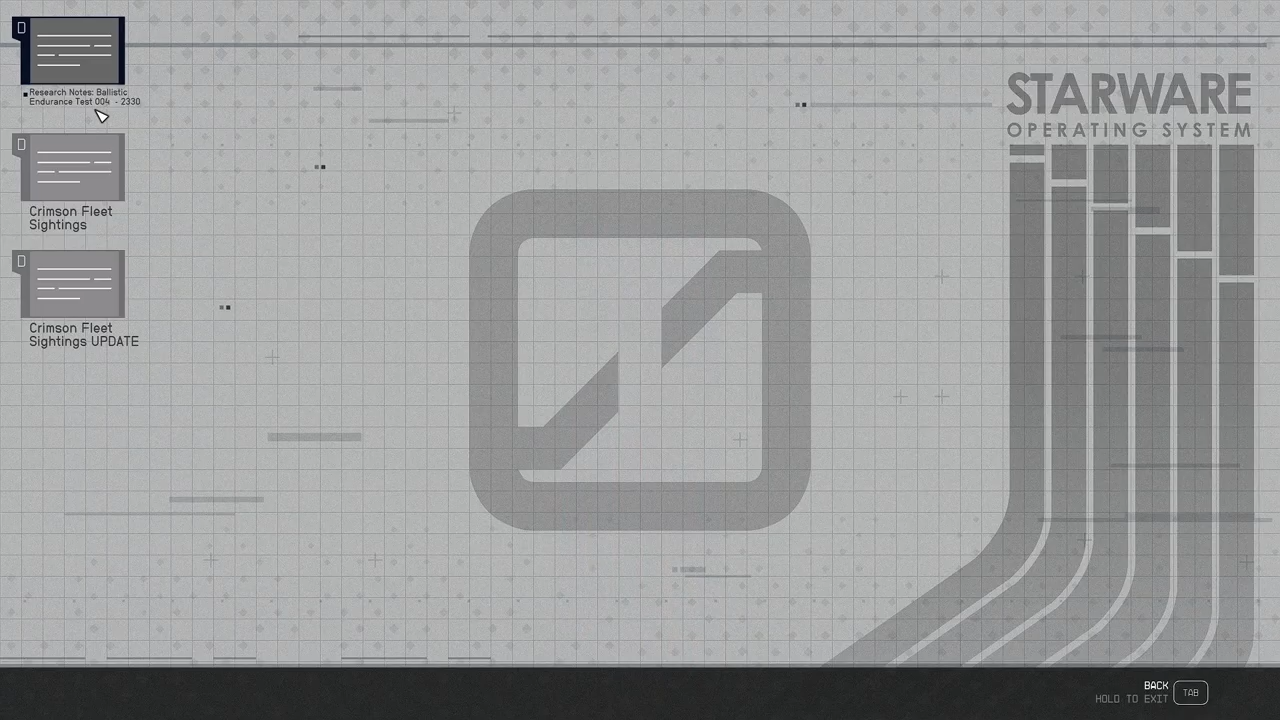 Research Notes: Ballistic
Endurance Test 004 - 2330
Crimson Fleet
Sightings
Crimson Fleet
Sightings UPDATE
STARWARE
OPERATING SYSTEM
BACK
HOLD TO EXIT
TAB